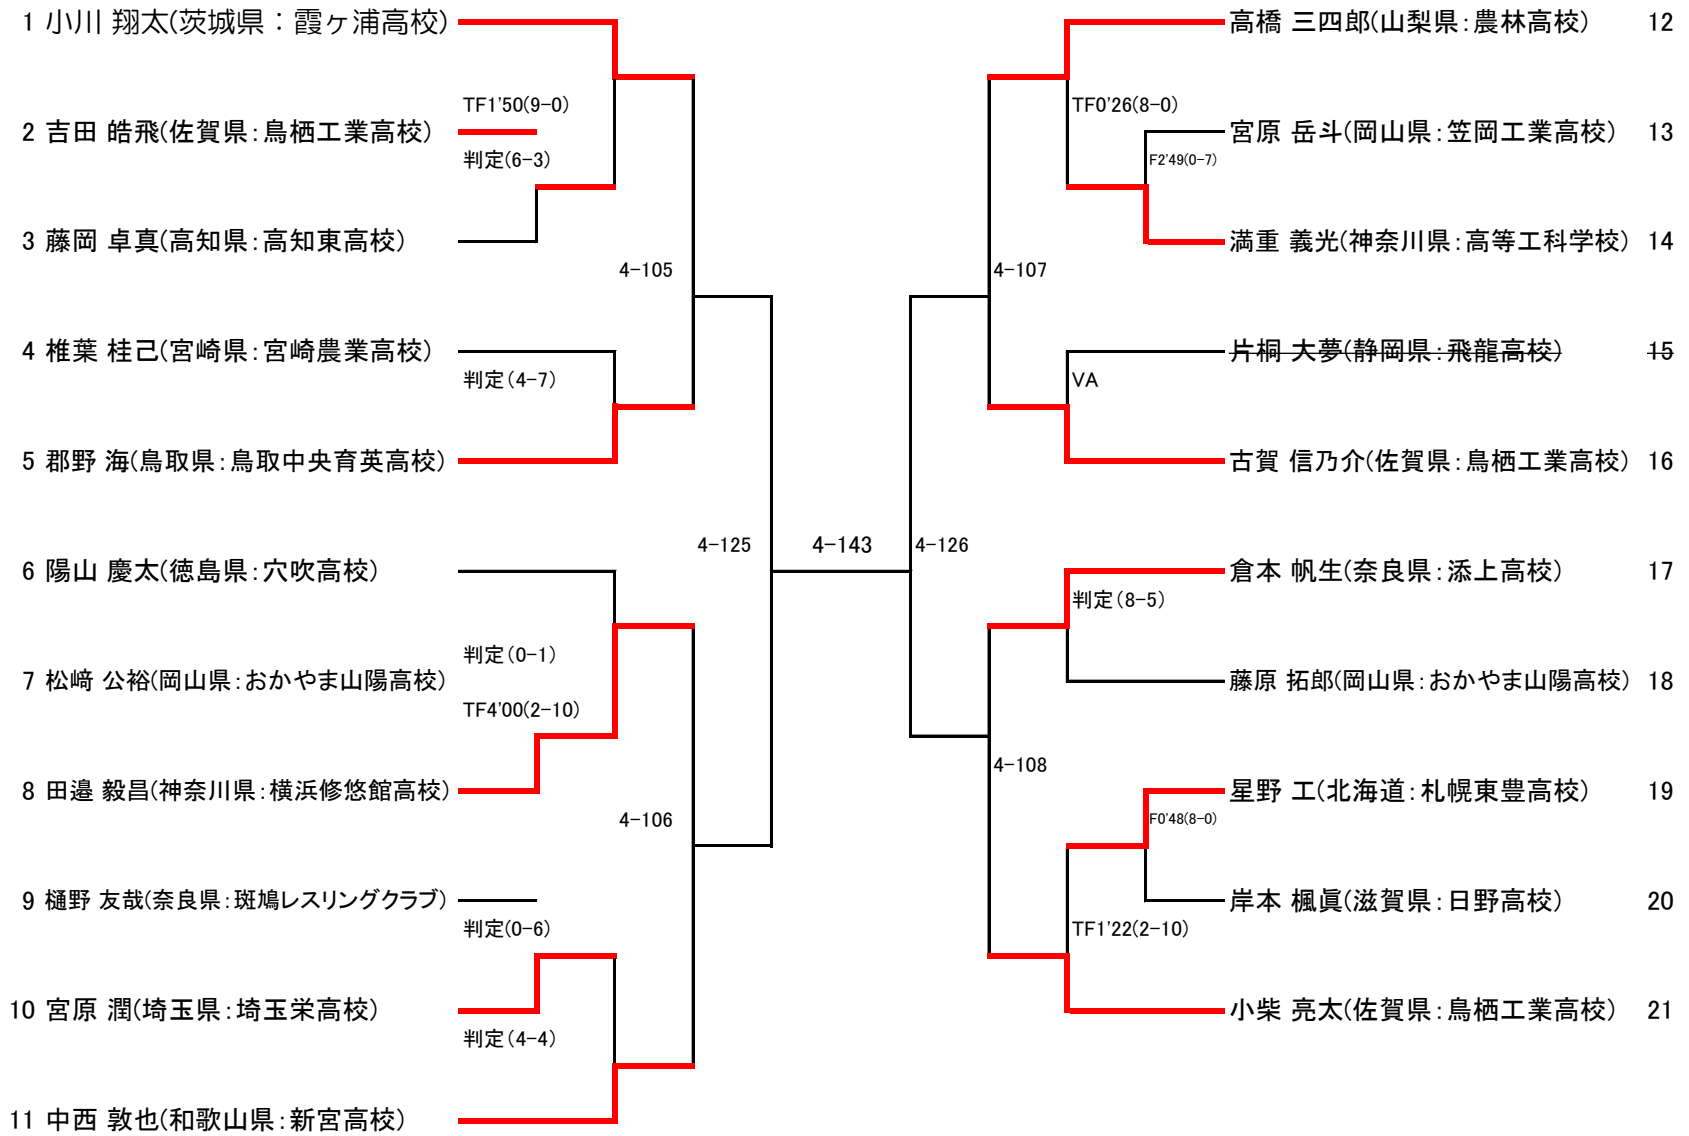 1 小川 翔太(茨城県：霞ヶ浦高校)
TF1'50(9-0)
2 吉田 皓飛(佐賀県：鳥栖工業高校)
判定(6-3)
3 藤岡 卓真(高知県：高知東高校)
4-105
4 椎葉 桂己(宮崎県：宮崎農業高校)
判定(4-7)
5 郡野 海(鳥取県：鳥取中央育英高校)
4-125
6 陽山 慶太(徳島県：穴吹高校)
判定(0-1)
7 松﨑 公裕(岡山県：おかやま山陽高校)
TF4'00(2-10)
8 田邉 毅昌(神奈川県：横浜修悠館高校)
4-106
9 樋野 友哉(奈良県：斑鳩レスリングクラブ)
判定(0-6)
10 宮原 潤(埼玉県：埼玉栄高校)
判定(4-4)
11 中西 敦也(和歌山県：新宮高校)
4-143
高橋 三四郎(山梨県：農林高校) 12
TF0'26(8-0)
宮原 岳斗(岡山県：笠岡工業高校) 13
F2'49(0-7)
満重 義光(神奈川県：高等工科学校) 14
4-107
片桐 大夢(静岡県：飛龍高校) 15
VA
古賀 信乃介(佐賀県：鳥栖工業高校) 16
4-126
倉本 帆生(奈良県：添上高校) 17
判定(8-5)
藤原 拓郎(岡山県：おかやま山陽高校) 18
4-108
星野 工(北海道：札幌東豊高校) 19
F0'48(8-0)
岸本 楓眞(滋賀県：日野高校) 20
TF1'22(2-10)
小柴 亮太(佐賀県：鳥栖工業高校) 21